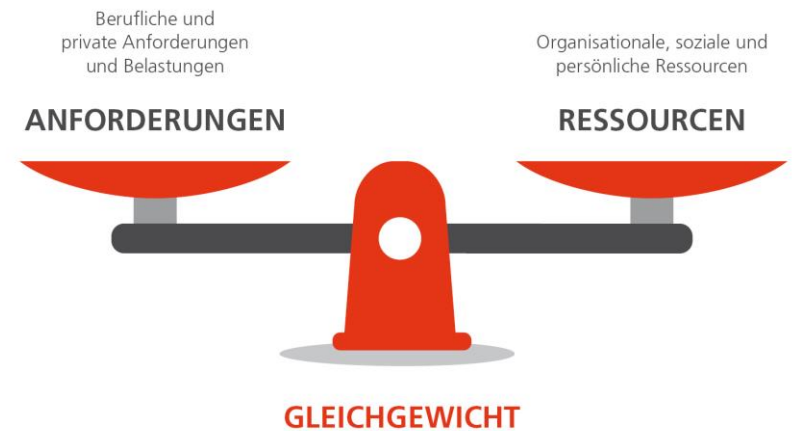 Berufliche und
private Anforderungen
und Belastungen
ANFORDERUNGEN
Organisationale, soziale und
persönliche Ressourcen
RESSOURCEN
GLEICHGEWICHT